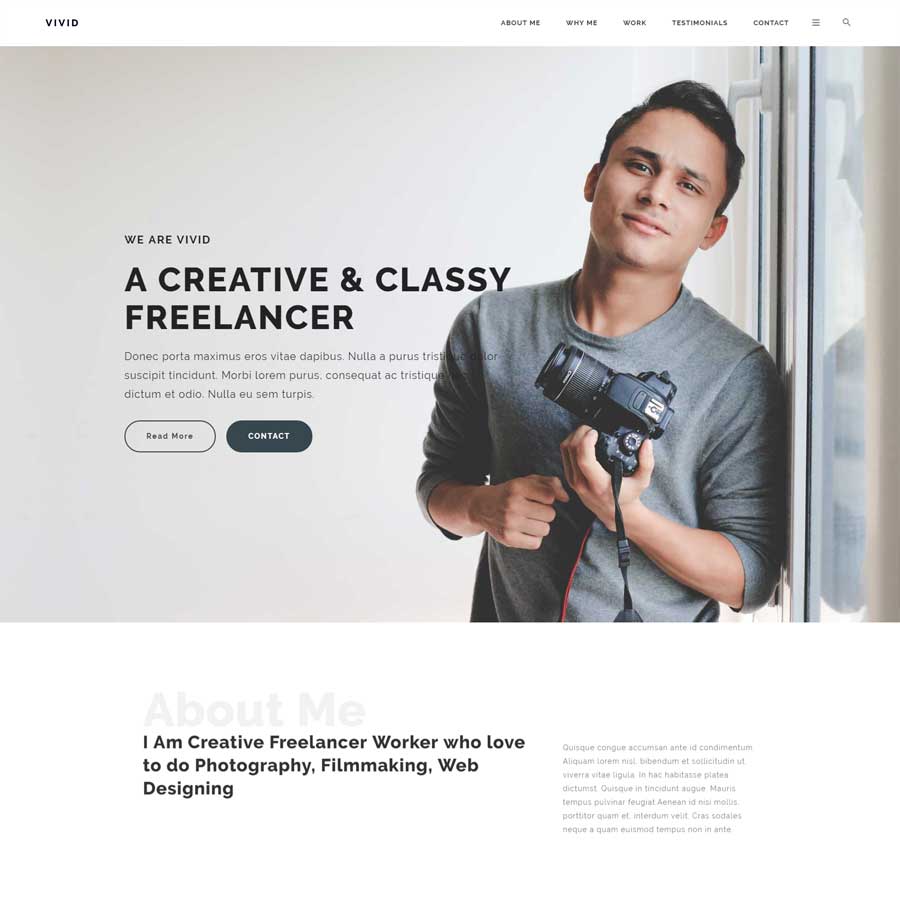 VIVID
ABOUT ME WHY ME WORK TESTIMONIALS CONTACT
WE ARE VIVID
A CREATIVE & CLASSY
FREELANCER
Donec porta maximus eros vitae dapibus. Nulla a purus tristique dolor
suscipit tincidunt. Morbi lorem purus, consequat ac tristique
dictum et odio. Nulla eu sem turpis.
Read More CONTACT
About Me
I Am Creative Freelancer Worker who love
to do Photography, Filmmaking, Web
Designing
Quisque congue accumsan ante id condimentum.
Aliquam lorem nisl, bibendum et sollicitudin ut,
viverra vitae ligula. In hac habitasse platea
dictumst. Quisque in tincidunt augue. Mauris
tempus pulvinar feugiat Aenean id nisi mollis,
porttitor quam et, interdum velit. Cras sodales
neque a quam euismod tempus non in ante.